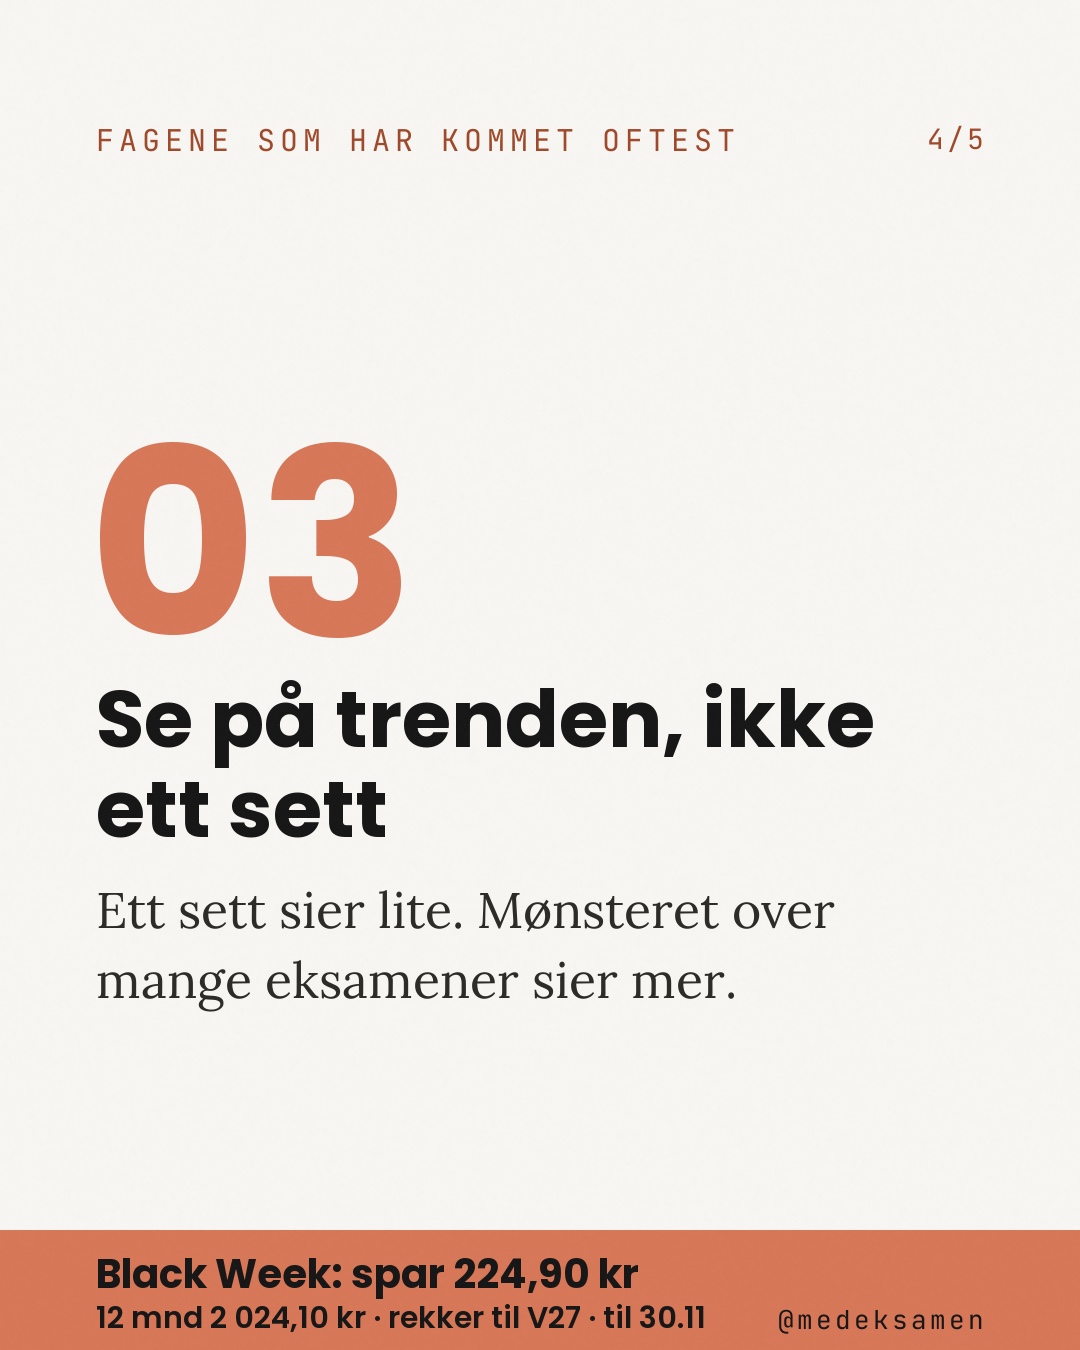 FAGENE SOM HAR KOMMET OFTEST
4/5
03
Se på trenden, ikke
ett sett
Ett sett sier lite. Mønsteret over
mange eksamener sier mer.
Black Week: spar 224,90 kr
12 mnd 2 024,10 kr · rekker til V27 · til 30.11
@medeksamen